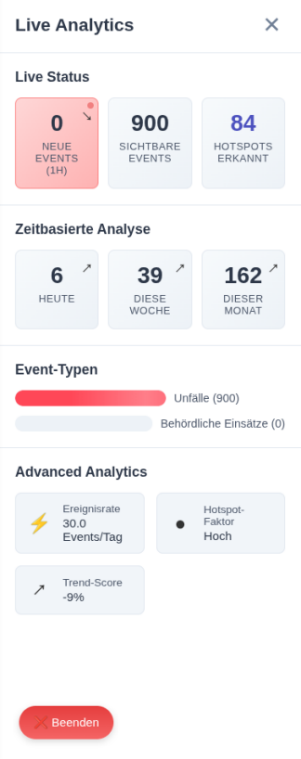 Live Analytics
Live Status
0
NEUE
EVENTS
(1H)
900
SICHTBARE
EVENTS
84
HOTSPOTS
ERKANNT
Zeitbasierte Analyse
6
HEUTE
39
DIESE
WOCHE
162
DIESER
MONAT
Event-Typen
Unfälle (900)
Behördliche Einsätze (0)
Advanced Analytics
Ereignisrate
30.0
Events/Tag
Hotspot-
Faktor
Hoch
Trend-Score
-9%
Beenden